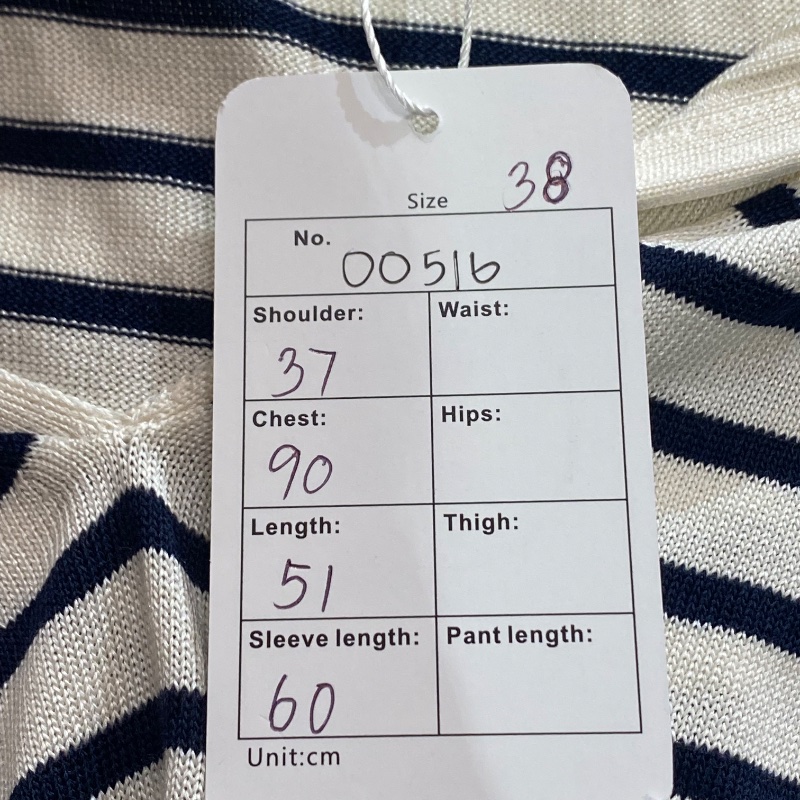 Size 38
No. 00516
Shoulder: Waist:
37
Chest: Hips:
90
Length: Thigh:
51
Sleeve length: Pant length:
60
Unit:cm